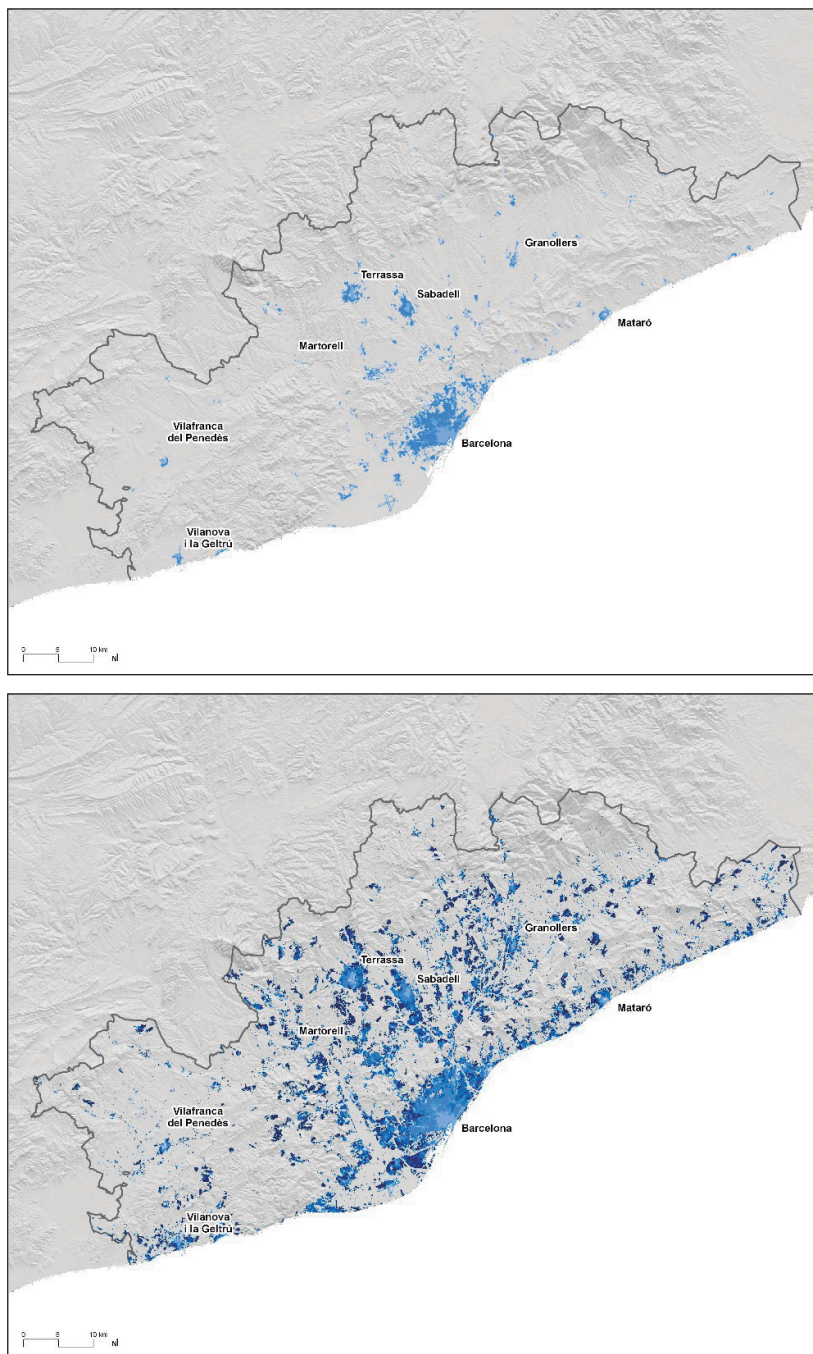 Granollers
Terrassa
Sabadell
Martorell
Mataró
Vilafranca
del Penedès
Barcelona
Vilanova
i la Geltrú
0 5 10 km
N
Granollers
Terrassa
Sabadell
Martorell
Mataró
Vilafranca
del Penedès
Barcelona
Vilanova
i la Geltrú
0 5 10 km
N